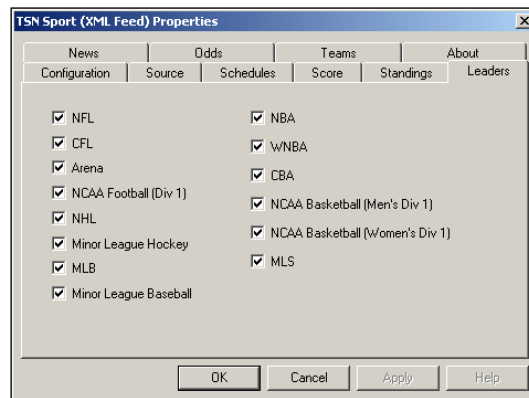 TSN Sport (XML Feed) Properties
News Odds Teams About
Configuration Source Schedules Score Standings Leaders
NFL
CFL
Arena
NCAA Football (Div 1)
NHL
Minor League Hockey
MLB
Minor League Baseball
NBA
WNBA
CBA
NCAA Basketball (Men's Div 1)
NCAA Basketball (Women's Div 1)
MLS
OK Cancel Apply Help